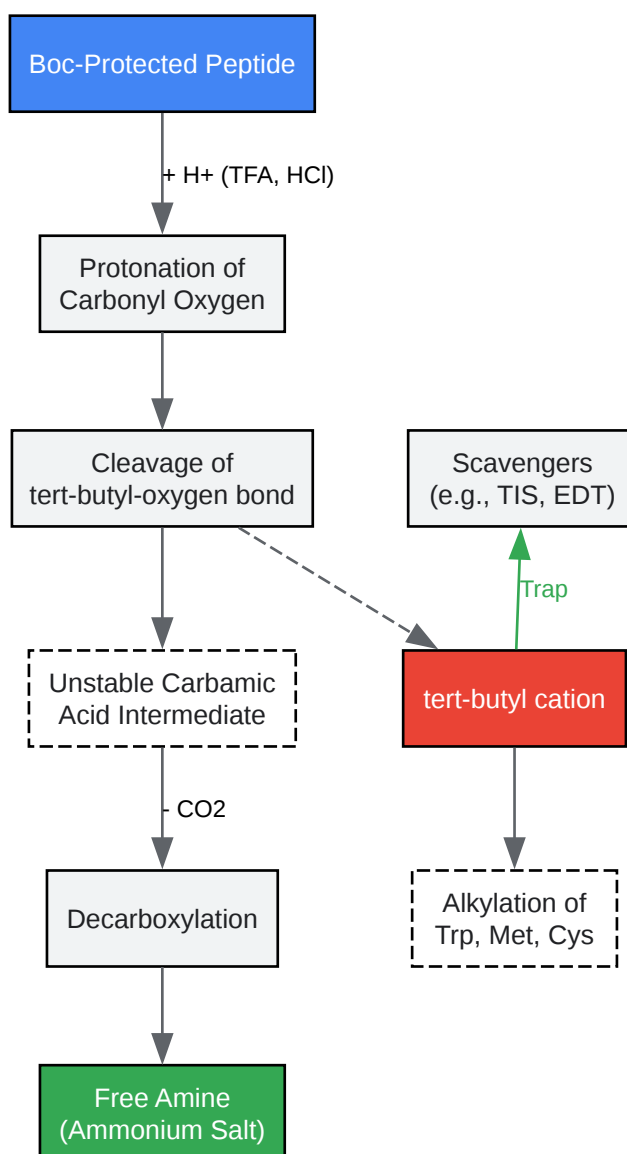 Boc-Protected Peptide
+ H+ (TFA, HCl)
Protonation of
Carbonyl Oxygen
Cleavage of
tert-butyl-oxygen bond
Scavengers
(e.g., TIS, EDT)
Trap
Unstable Carbamic
Acid Intermediate
tert-butyl cation
- CO2
Decarboxylation
Alkylation of
Trp, Met, Cys
Free Amine
(Ammonium Salt)